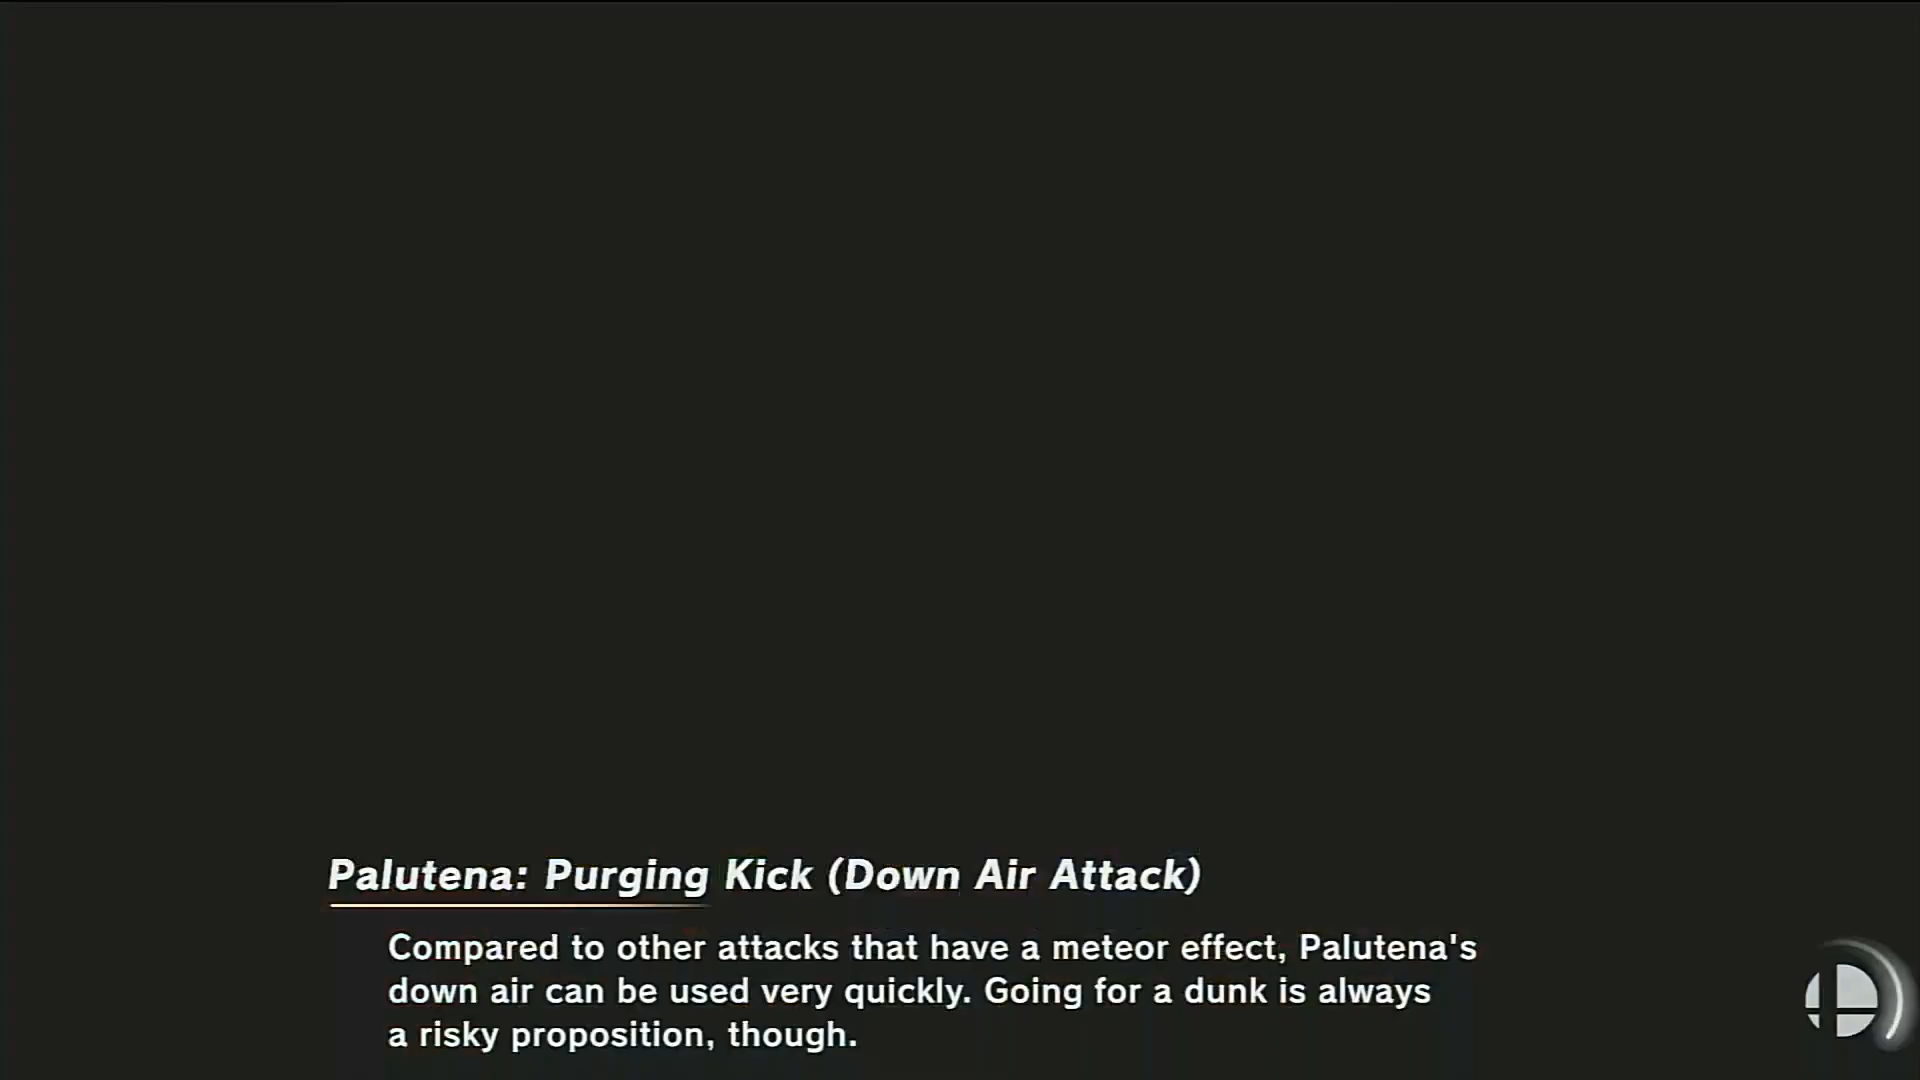 Palutena: Purging Kick (Down Air Attack)
Compared to other attacks that have a meteor effect, Palutena's
down air can be used very quickly. Going for a dunk is always
a risky proposition, though.